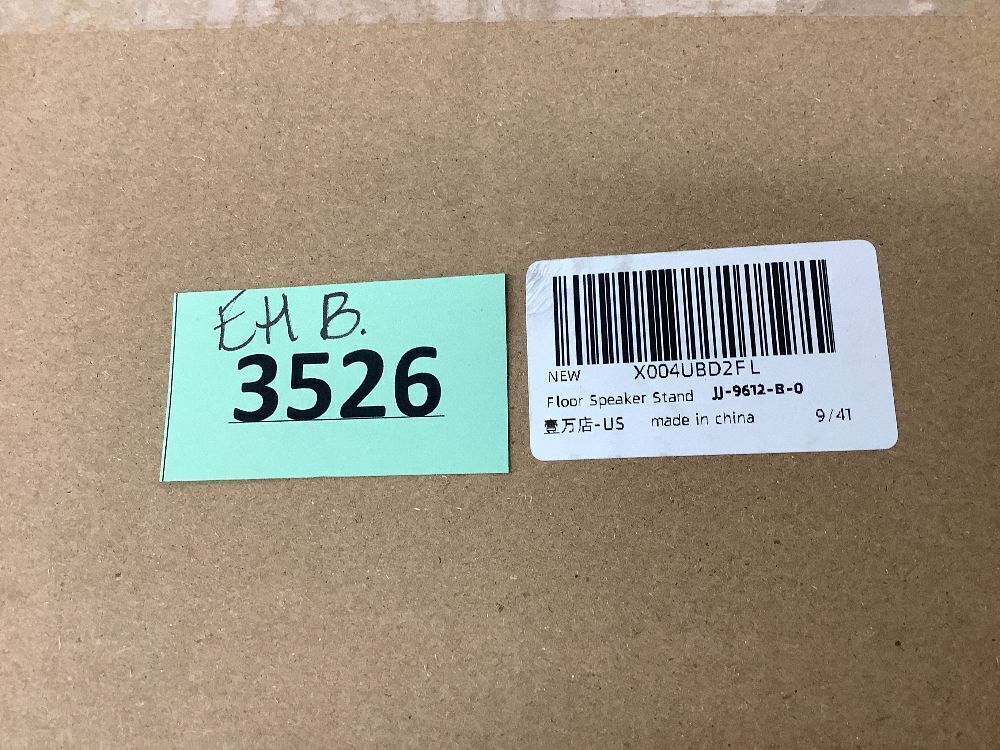 EH B.
3526
X004UBD2FL
NEW
Floor Speaker Stand JJ-9612-B-0
壹万店-US made in china 9/41